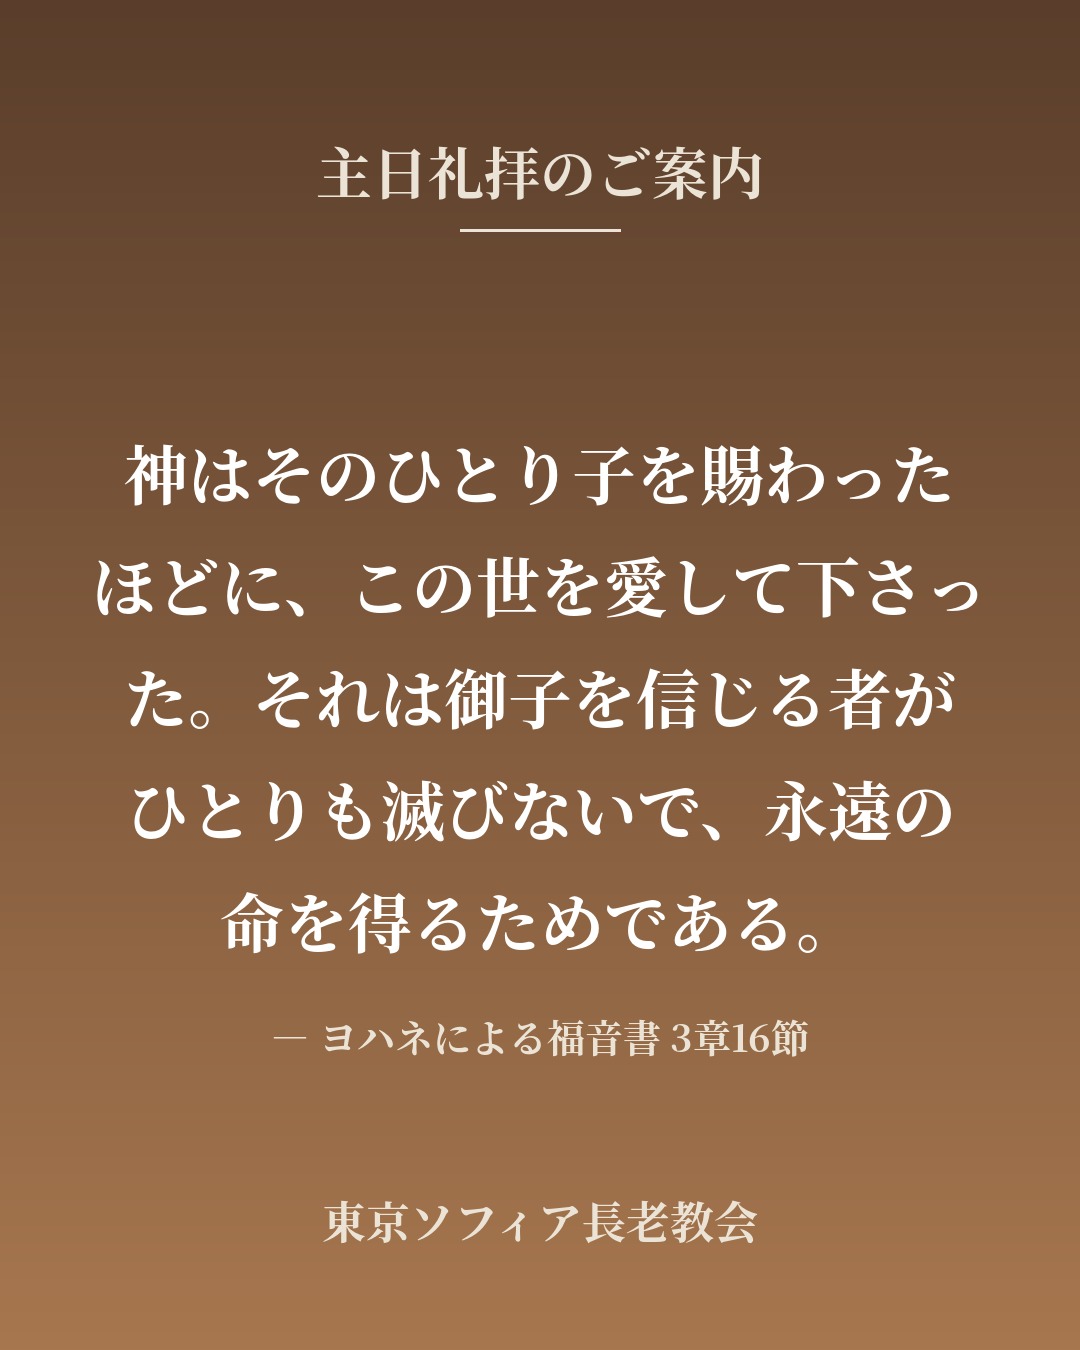 主日礼拝のご案内
神はそのひとり子を賜わった
ほどに、この世を愛して下さっ
た。それは御子を信じる者が
ひとりも滅びないで、永遠の
命を得るためである。
— ヨハネによる福音書 3章16節
東京ソフィア長老教会